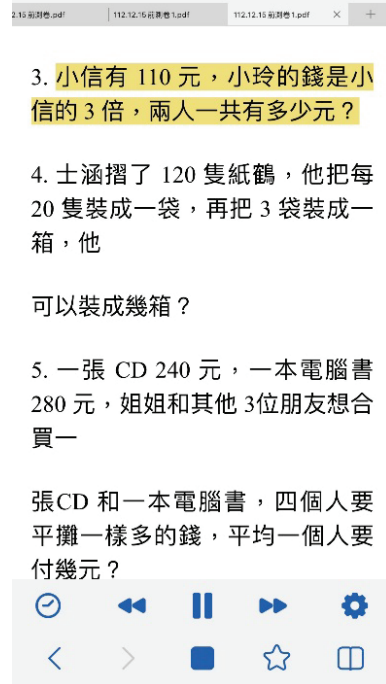 2.15 前測卷.pdf
112.12.15 前測卷1.pdf
112.12.15 前測卷1.pdf
3. 小信有 110 元，小玲的錢是小
信的 3 倍，兩人一共有多少元？
4. 士涵摺了 120 隻紙鶴，他把每
20 隻裝成一袋，再把 3 袋裝成一
箱，他
可以裝成幾箱？
5. 一張 CD 240 元，一本電腦書
280 元，姐姐和其他 3位朋友想合
買一
張CD 和一本電腦書，四個人要
平攤一樣多的錢，平均一個人要
付幾元？